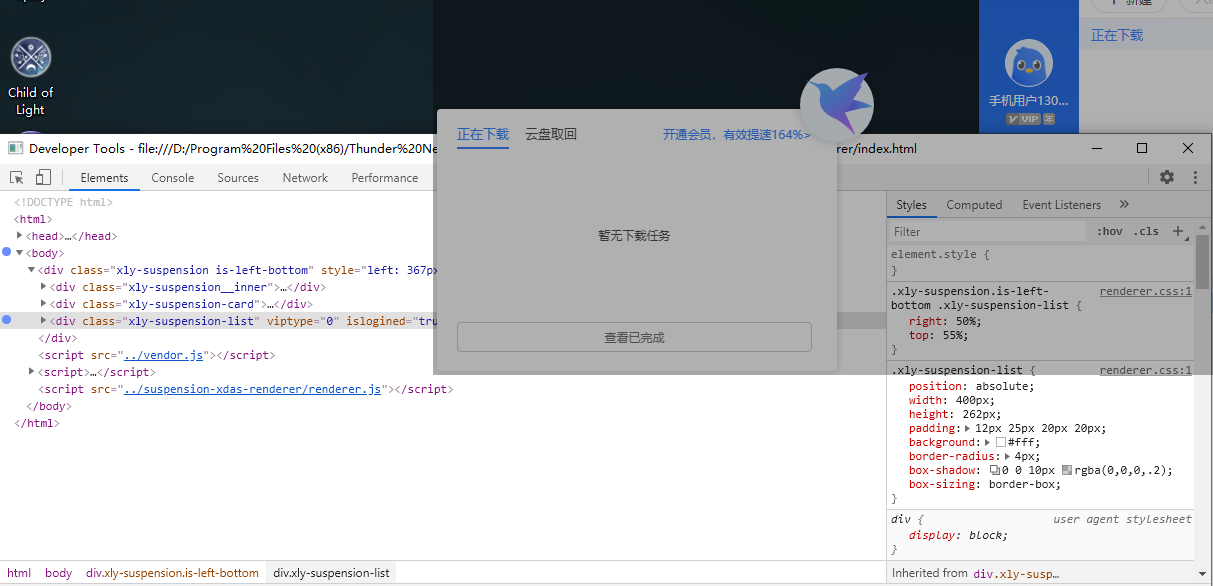 新建
正在下载
Child of
Light
手机用户130...
VIP 年
正在下载
云盘取回
开通会员，有效提速164%>
暂无下载任务
查看已完成
Developer Tools - file:///D:/Program%20Files%20(x86)/Thunder%20Ne
rer/index.html
Elements
Console
Sources
Network
Performance
<!DOCTYPE html>
<html>
<head>…</head>
<body>
<div class="xly-suspension is-left-bottom" style="left: 367px
<div class="xly-suspension__inner">…</div>
<div class="xly-suspension-card">…</div>
<div class="xly-suspension-list" viptype="0" islogined="tru
</div>
<script src="../vendor.js"></script>
<script>…</script>
<script src="../suspension-xdas-renderer/renderer.js"></script>
</body>
</html>
html
body
div.xly-suspension.is-left-bottom
div.xly-suspension-list
Styles
Computed
Event Listeners
»
Filter
:hov
.cls
+
element.style {
}
.xly-suspension.is-left-
bottom .xly-suspension-list {
renderer.css:1
right: 50%;
top: 55%;
}
.xly-suspension-list {
renderer.css:1
position: absolute;
width: 400px;
height: 262px;
padding: 12px 25px 20px 20px;
background: #fff;
border-radius: 4px;
box-shadow: 0 0 10px rgba(0,0,0,.2);
box-sizing: border-box;
}
div {
user agent stylesheet
display: block;
}
Inherited from div.xly-susp…